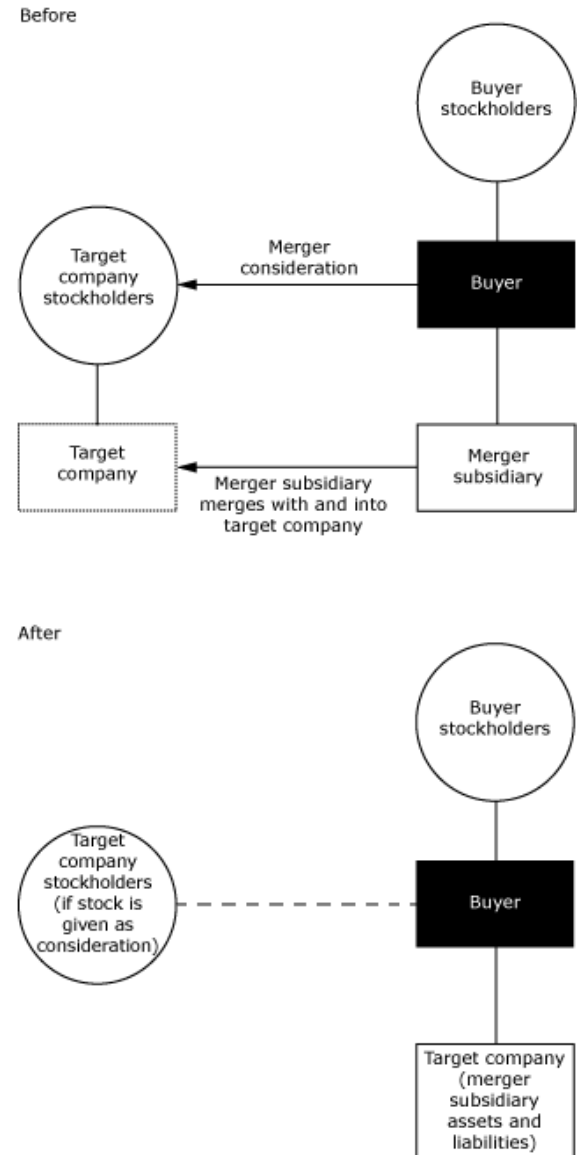 Before
Buyer
stockholders
Target
company
stockholders
Merger
consideration
Buyer
Target
company
Merger subsidiary
merges with and into
target company
Merger
subsidiary
After
Buyer
stockholders
Target
company
stockholders
(if stock is
given as
consideration)
Buyer
Target company
(merger
subsidiary
assets and
liabilities)